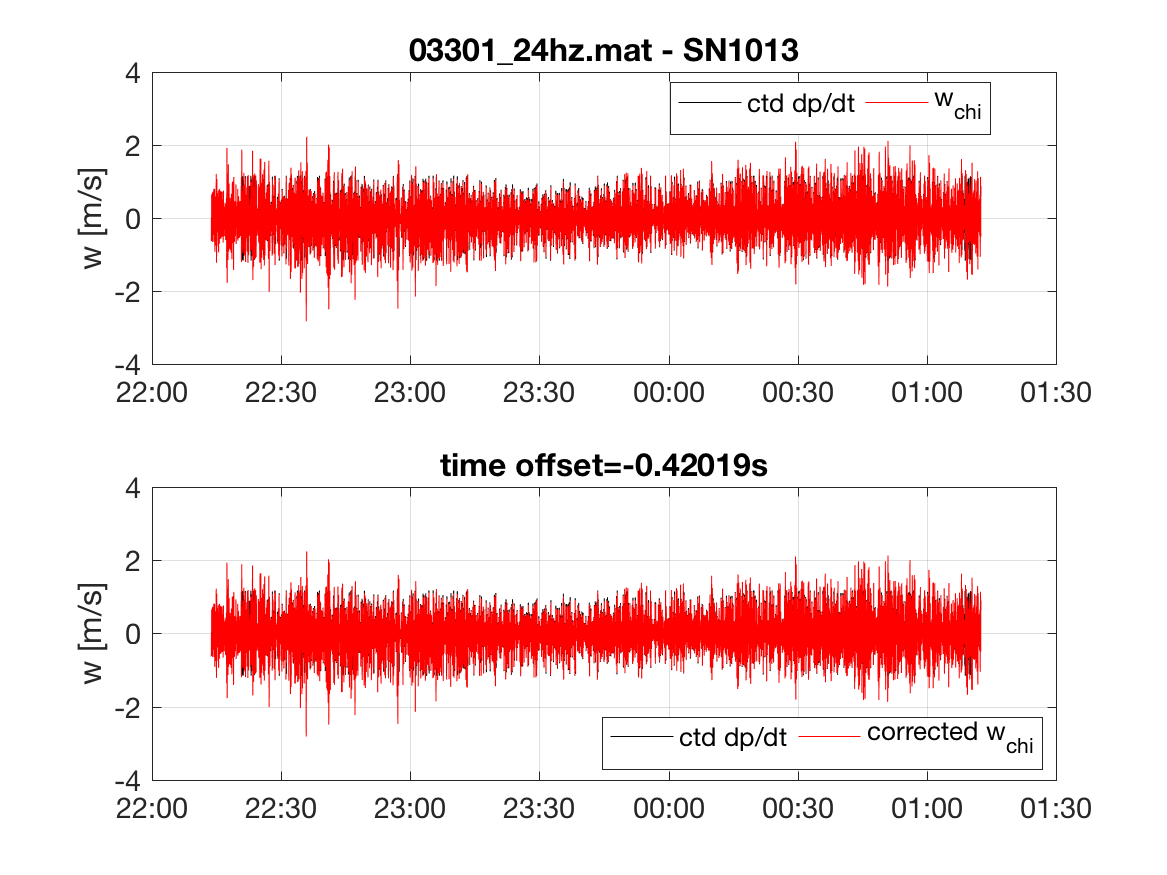 03301_24hz.mat - SN1013
4
ctd dp/dt w_chi
2
w [m/s]
0
-2
-4
22:00 22:30 23:00 23:30 00:00 00:30 01:00 01:30
time offset=-0.42019s
4
2
w [m/s]
0
-2
ctd dp/dt corrected w_chi
-4
22:00 22:30 23:00 23:30 00:00 00:30 01:00 01:30